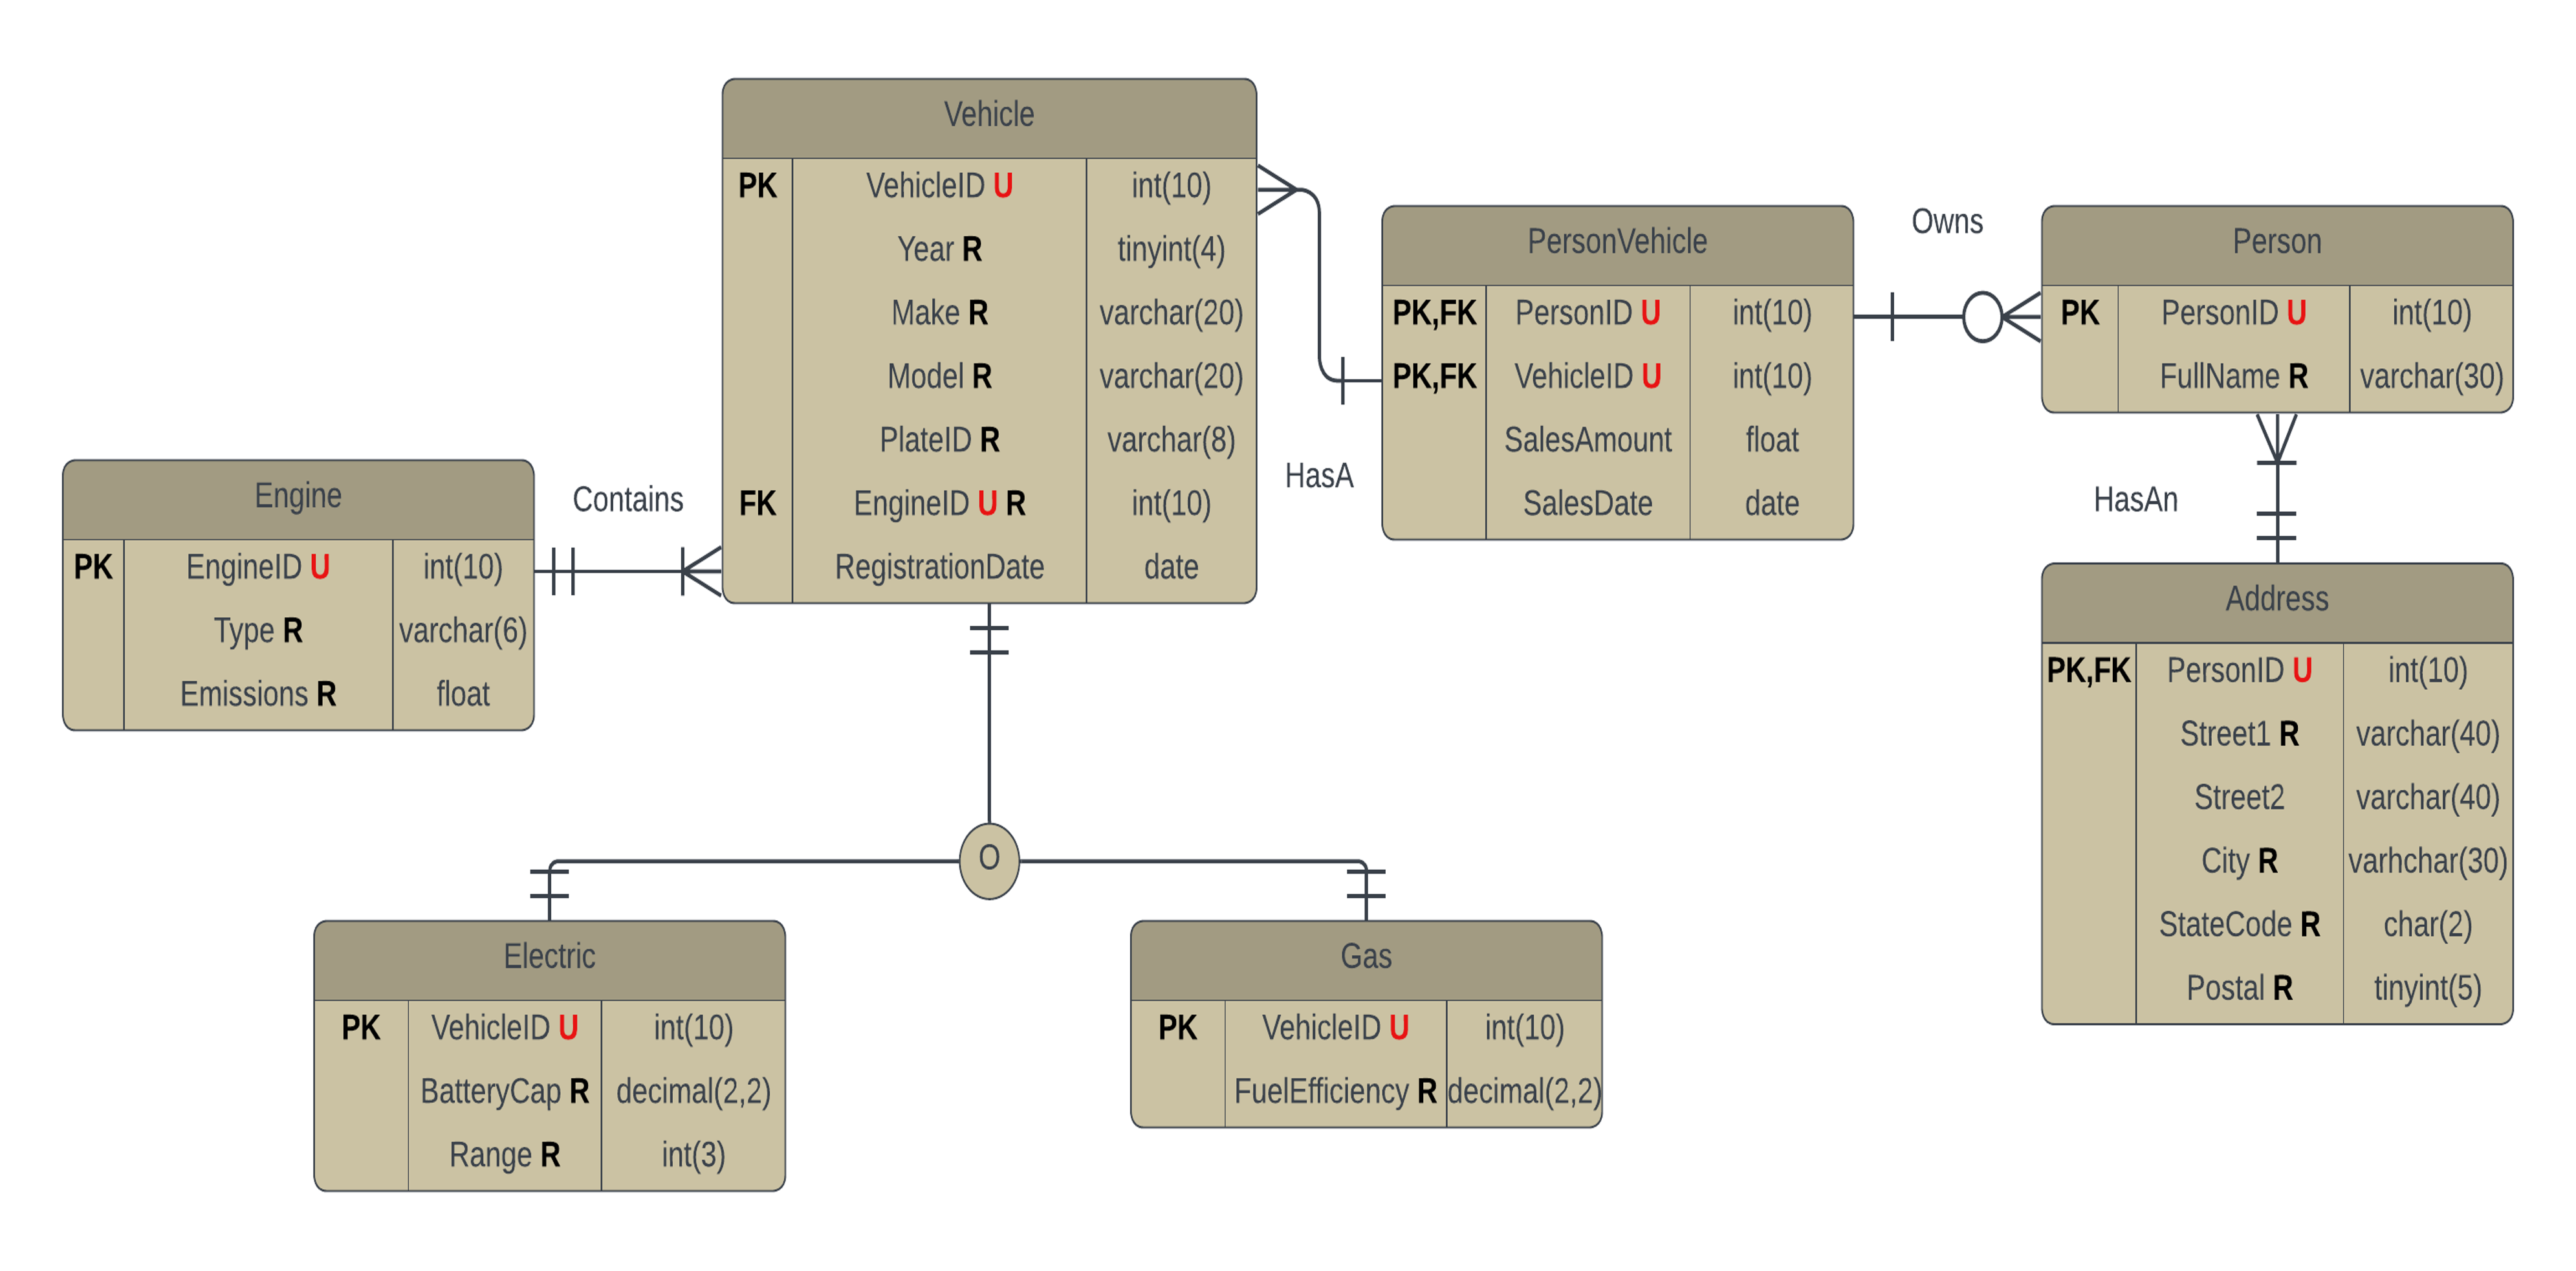 Vehicle
PK VehicleID U int(10)
Year R tinyint(4)
Make R varchar(20)
Model R varchar(20)
PlateID R varchar(8)
FK EngineID U R int(10)
RegistrationDate date
PersonVehicle
PK,FK PersonID U int(10)
PK,FK VehicleID U int(10)
SalesAmount float
SalesDate date
Owns
Person
PK PersonID U int(10)
FullName R varchar(30)
HasA
HasAn
Engine
PK EngineID U int(10)
Type R varchar(6)
Emissions R float
Contains
Address
PK,FK PersonID U int(10)
Street1 R varchar(40)
Street2 varchar(40)
City R varhchar(30)
StateCode R char(2)
Postal R tinyint(5)
O
Electric
PK VehicleID U int(10)
BatteryCap R decimal(2,2)
Range R int(3)
Gas
PK VehicleID U int(10)
FuelEfficiency R decimal(2,2)